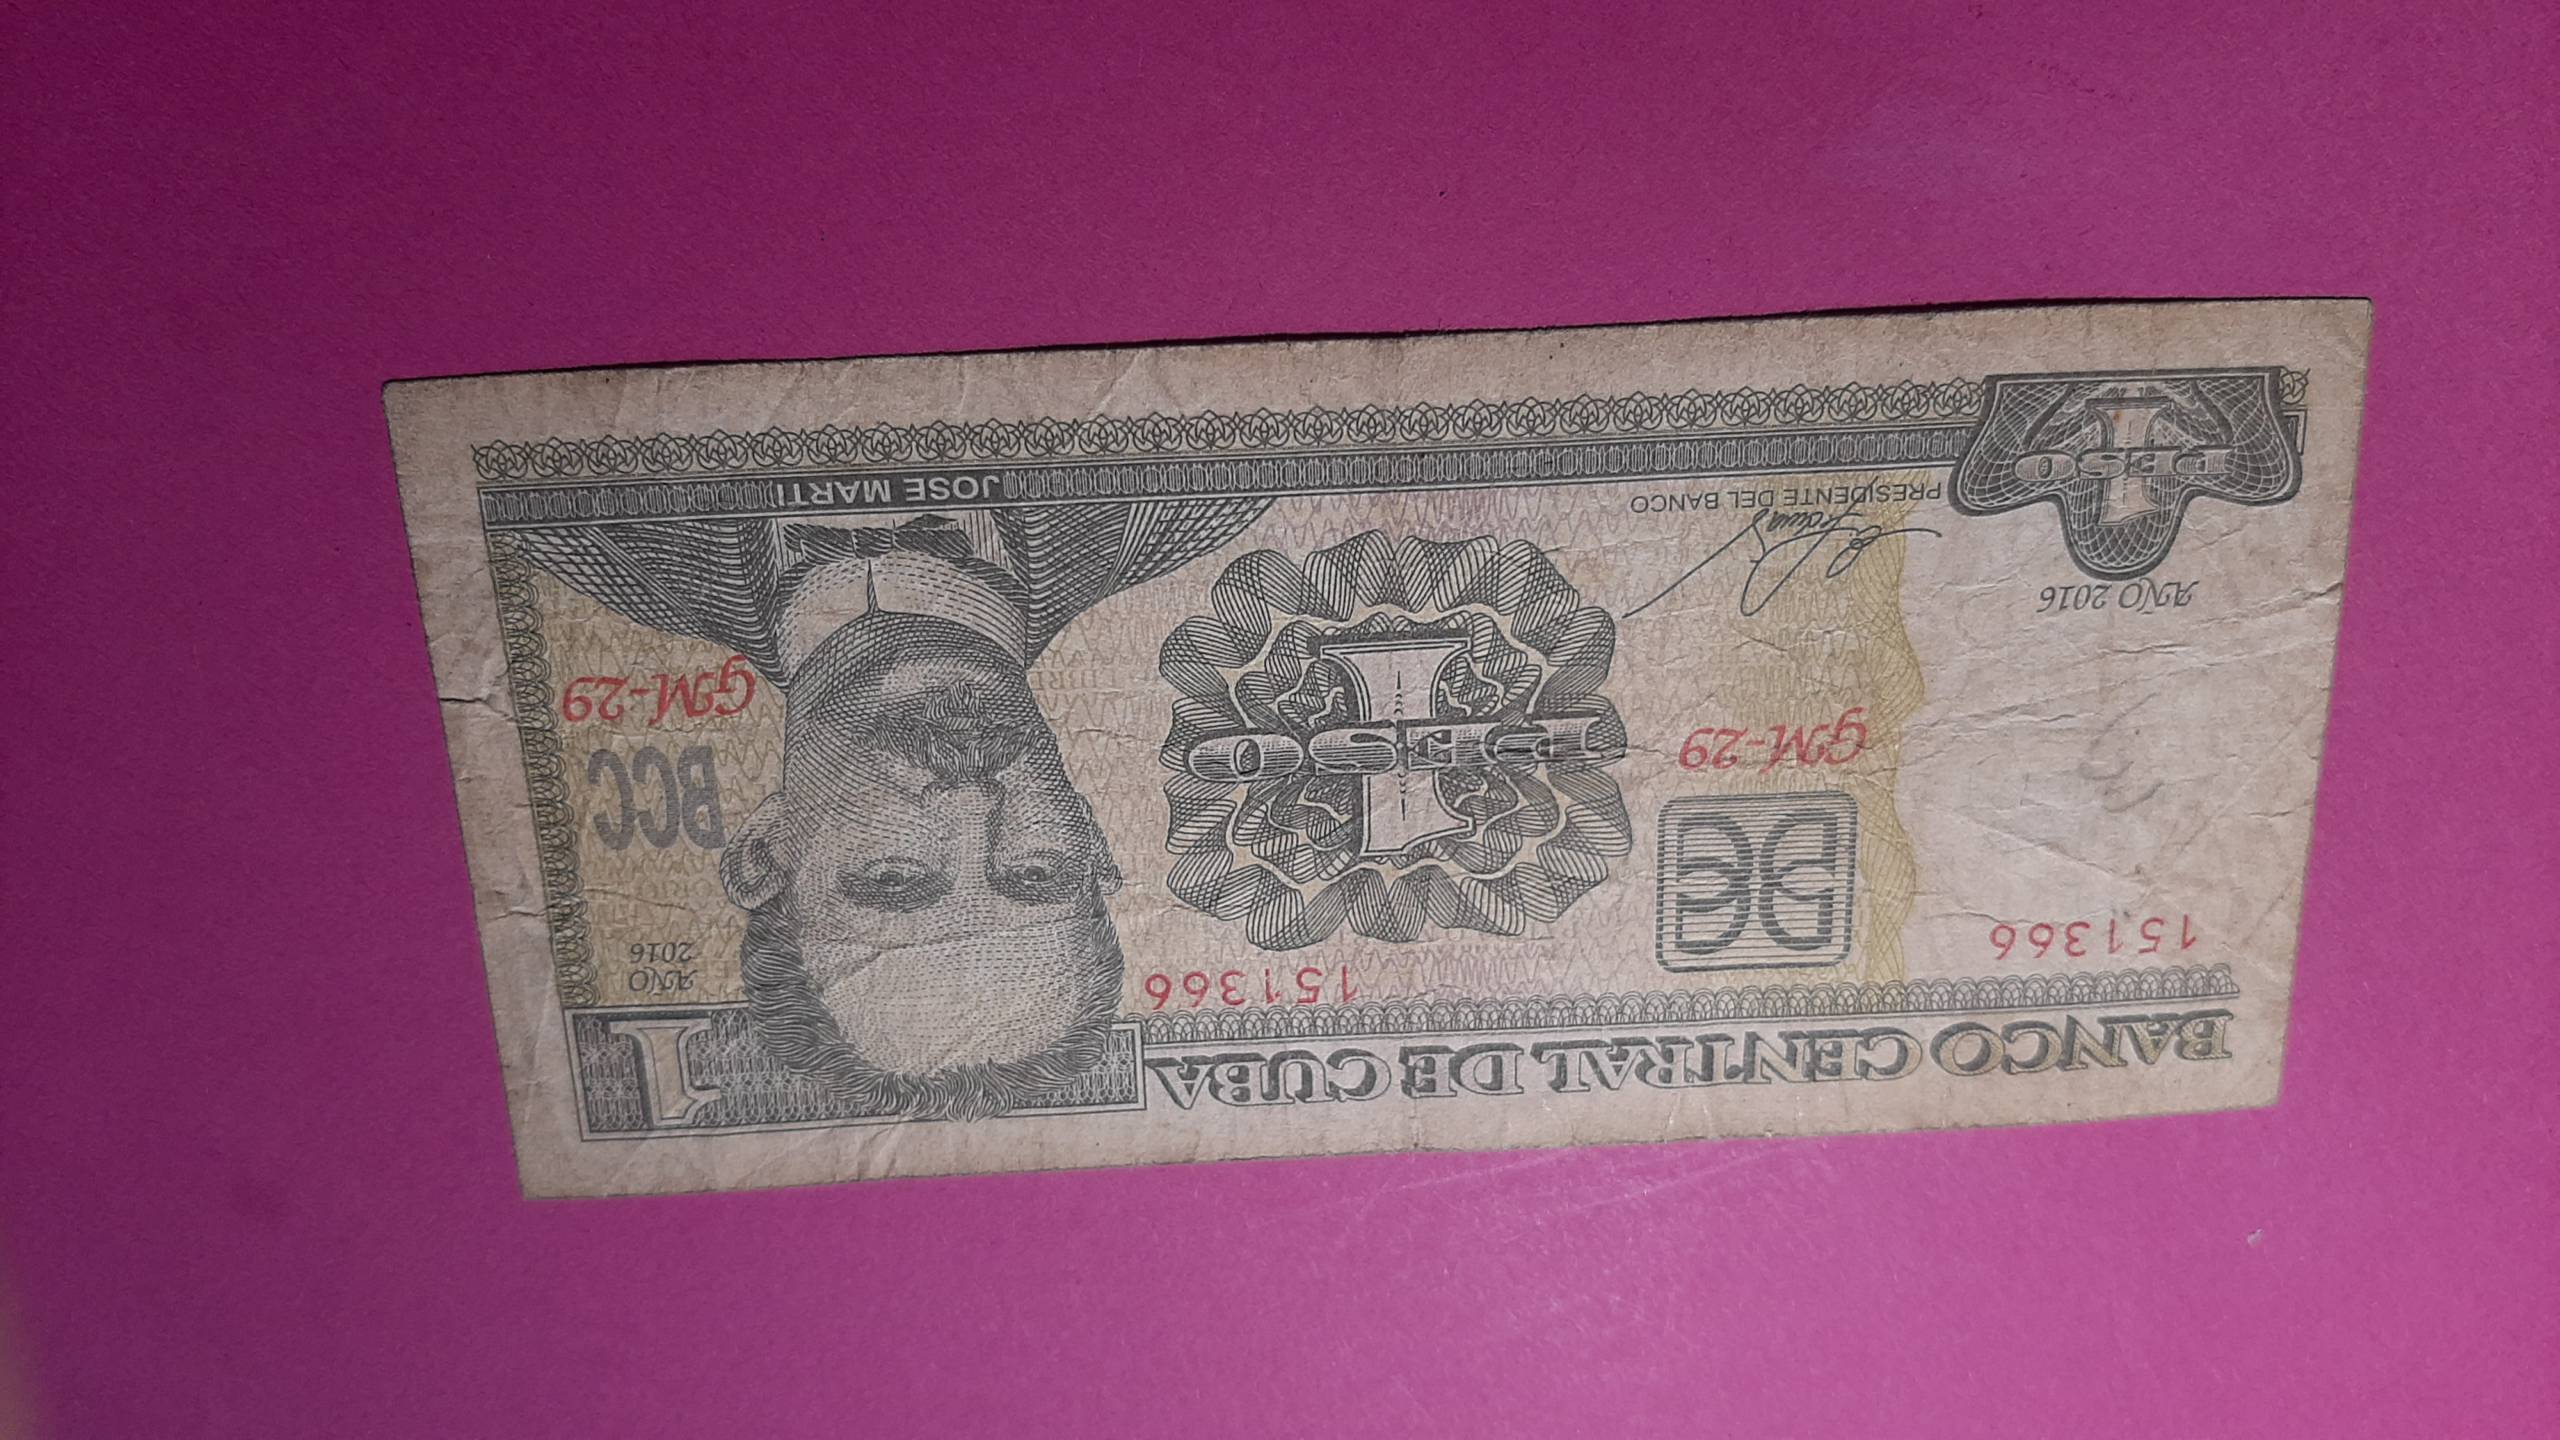 BANCO CENTRAL DE CUBA
1
151366
151366
AÑO
2016
BCC
GM-29
GM-29
1
PESO
AÑO 2016
PRESIDENTE DEL BANCO
1
PESO
JOSE MARTI